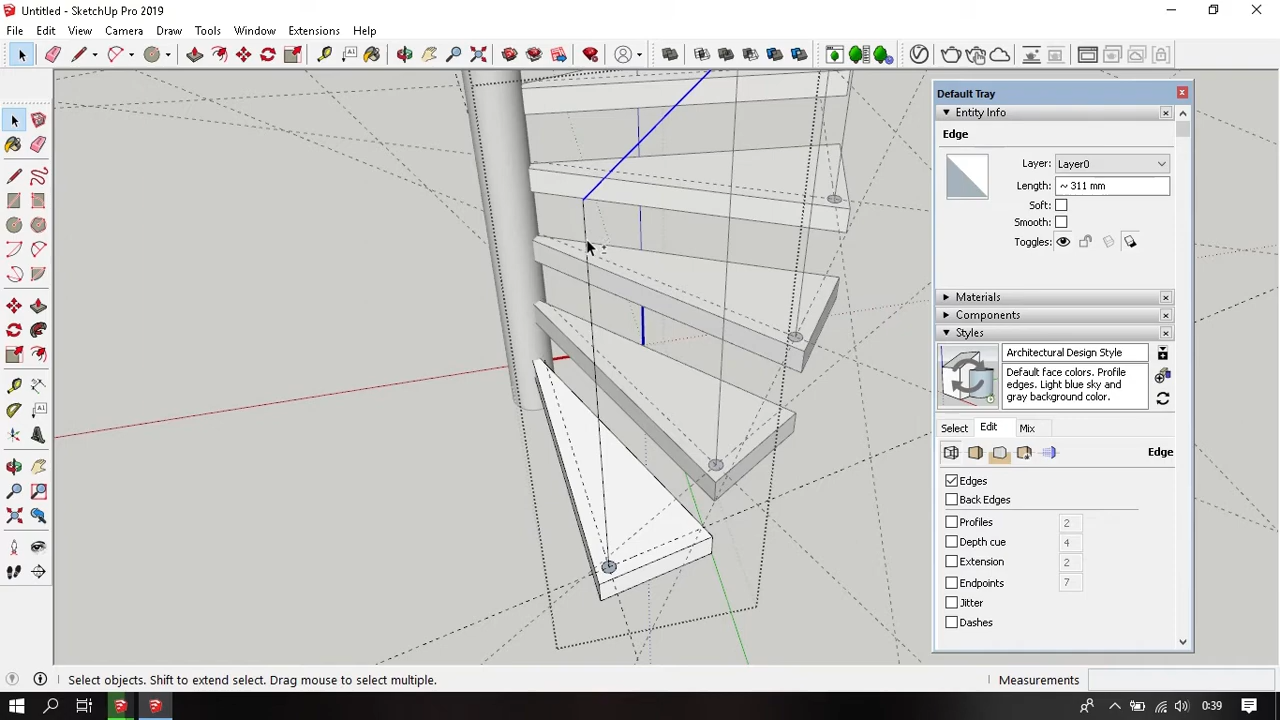 Untitled - SketchUp Pro 2019
File Edit View Camera Draw Tools Window Extensions Help
Default Tray
Entity Info
Edge
Layer: Layer0
Length: ~ 311 mm
Soft:
Smooth:
Toggles:
Materials
Components
Styles
Architectural Design Style
Default face colors. Profile
edges. Light blue sky and
gray background color.
Select Edit Mix
Edge
Edges
Back Edges
Profiles 2
Depth cue 4
Extension 2
Endpoints 7
Jitter
Dashes
Select objects. Shift to extend select. Drag mouse to select multiple.
Measurements
0:39